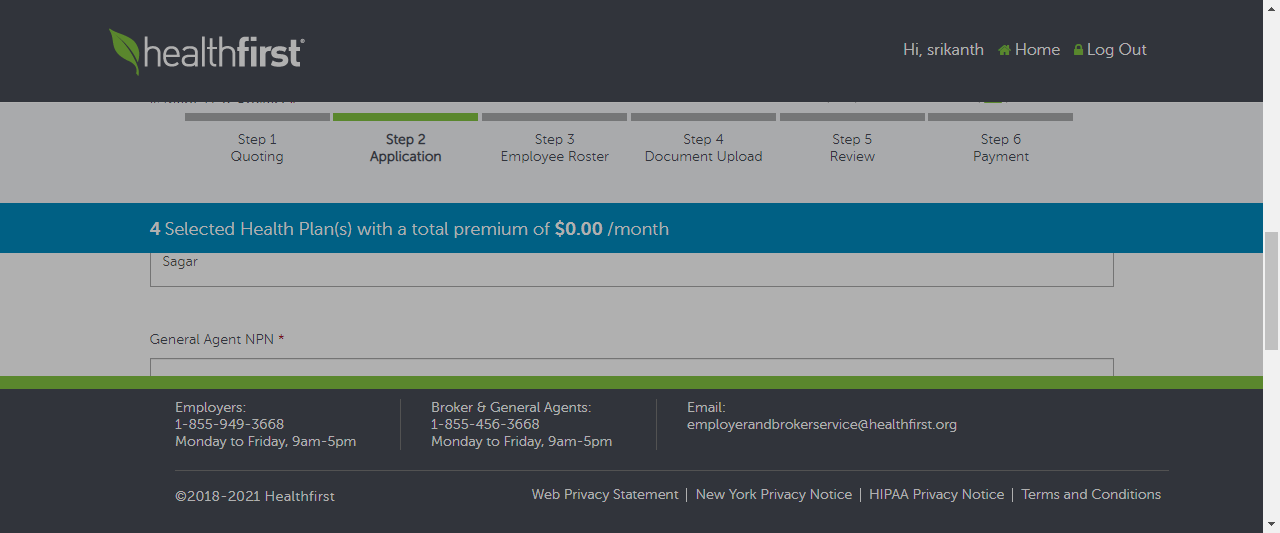 healthfirst®
Hi, srikanth Home Log Out
Step 1
Quoting
Step 2
Application
Step 3
Employee Roster
Step 4
Document Upload
Step 5
Review
Step 6
Payment
4 Selected Health Plan(s) with a total premium of $0.00 /month
Sagar
General Agent NPN *
Employers:
1-855-949-3668
Monday to Friday, 9am-5pm
Broker & General Agents:
1-855-456-3668
Monday to Friday, 9am-5pm
Email:
employerandbrokerservice@healthfirst.org
©2018-2021 Healthfirst
Web Privacy Statement | New York Privacy Notice | HIPAA Privacy Notice | Terms and Conditions